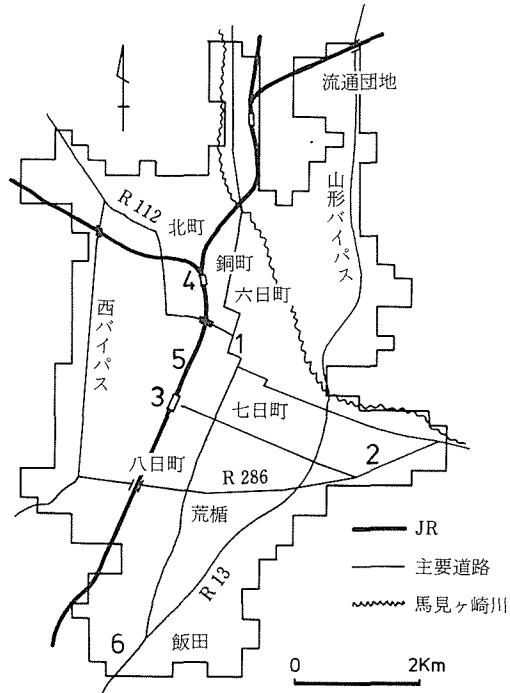 流通団地
山形バイパス
R 112
北町
銅町
六日町
4
1
西バイパス
5
3
七日町
2
八日町
R 286
荒楯
R 13
6
飯田
JR
主要道路
馬見ヶ崎川
0
2Km